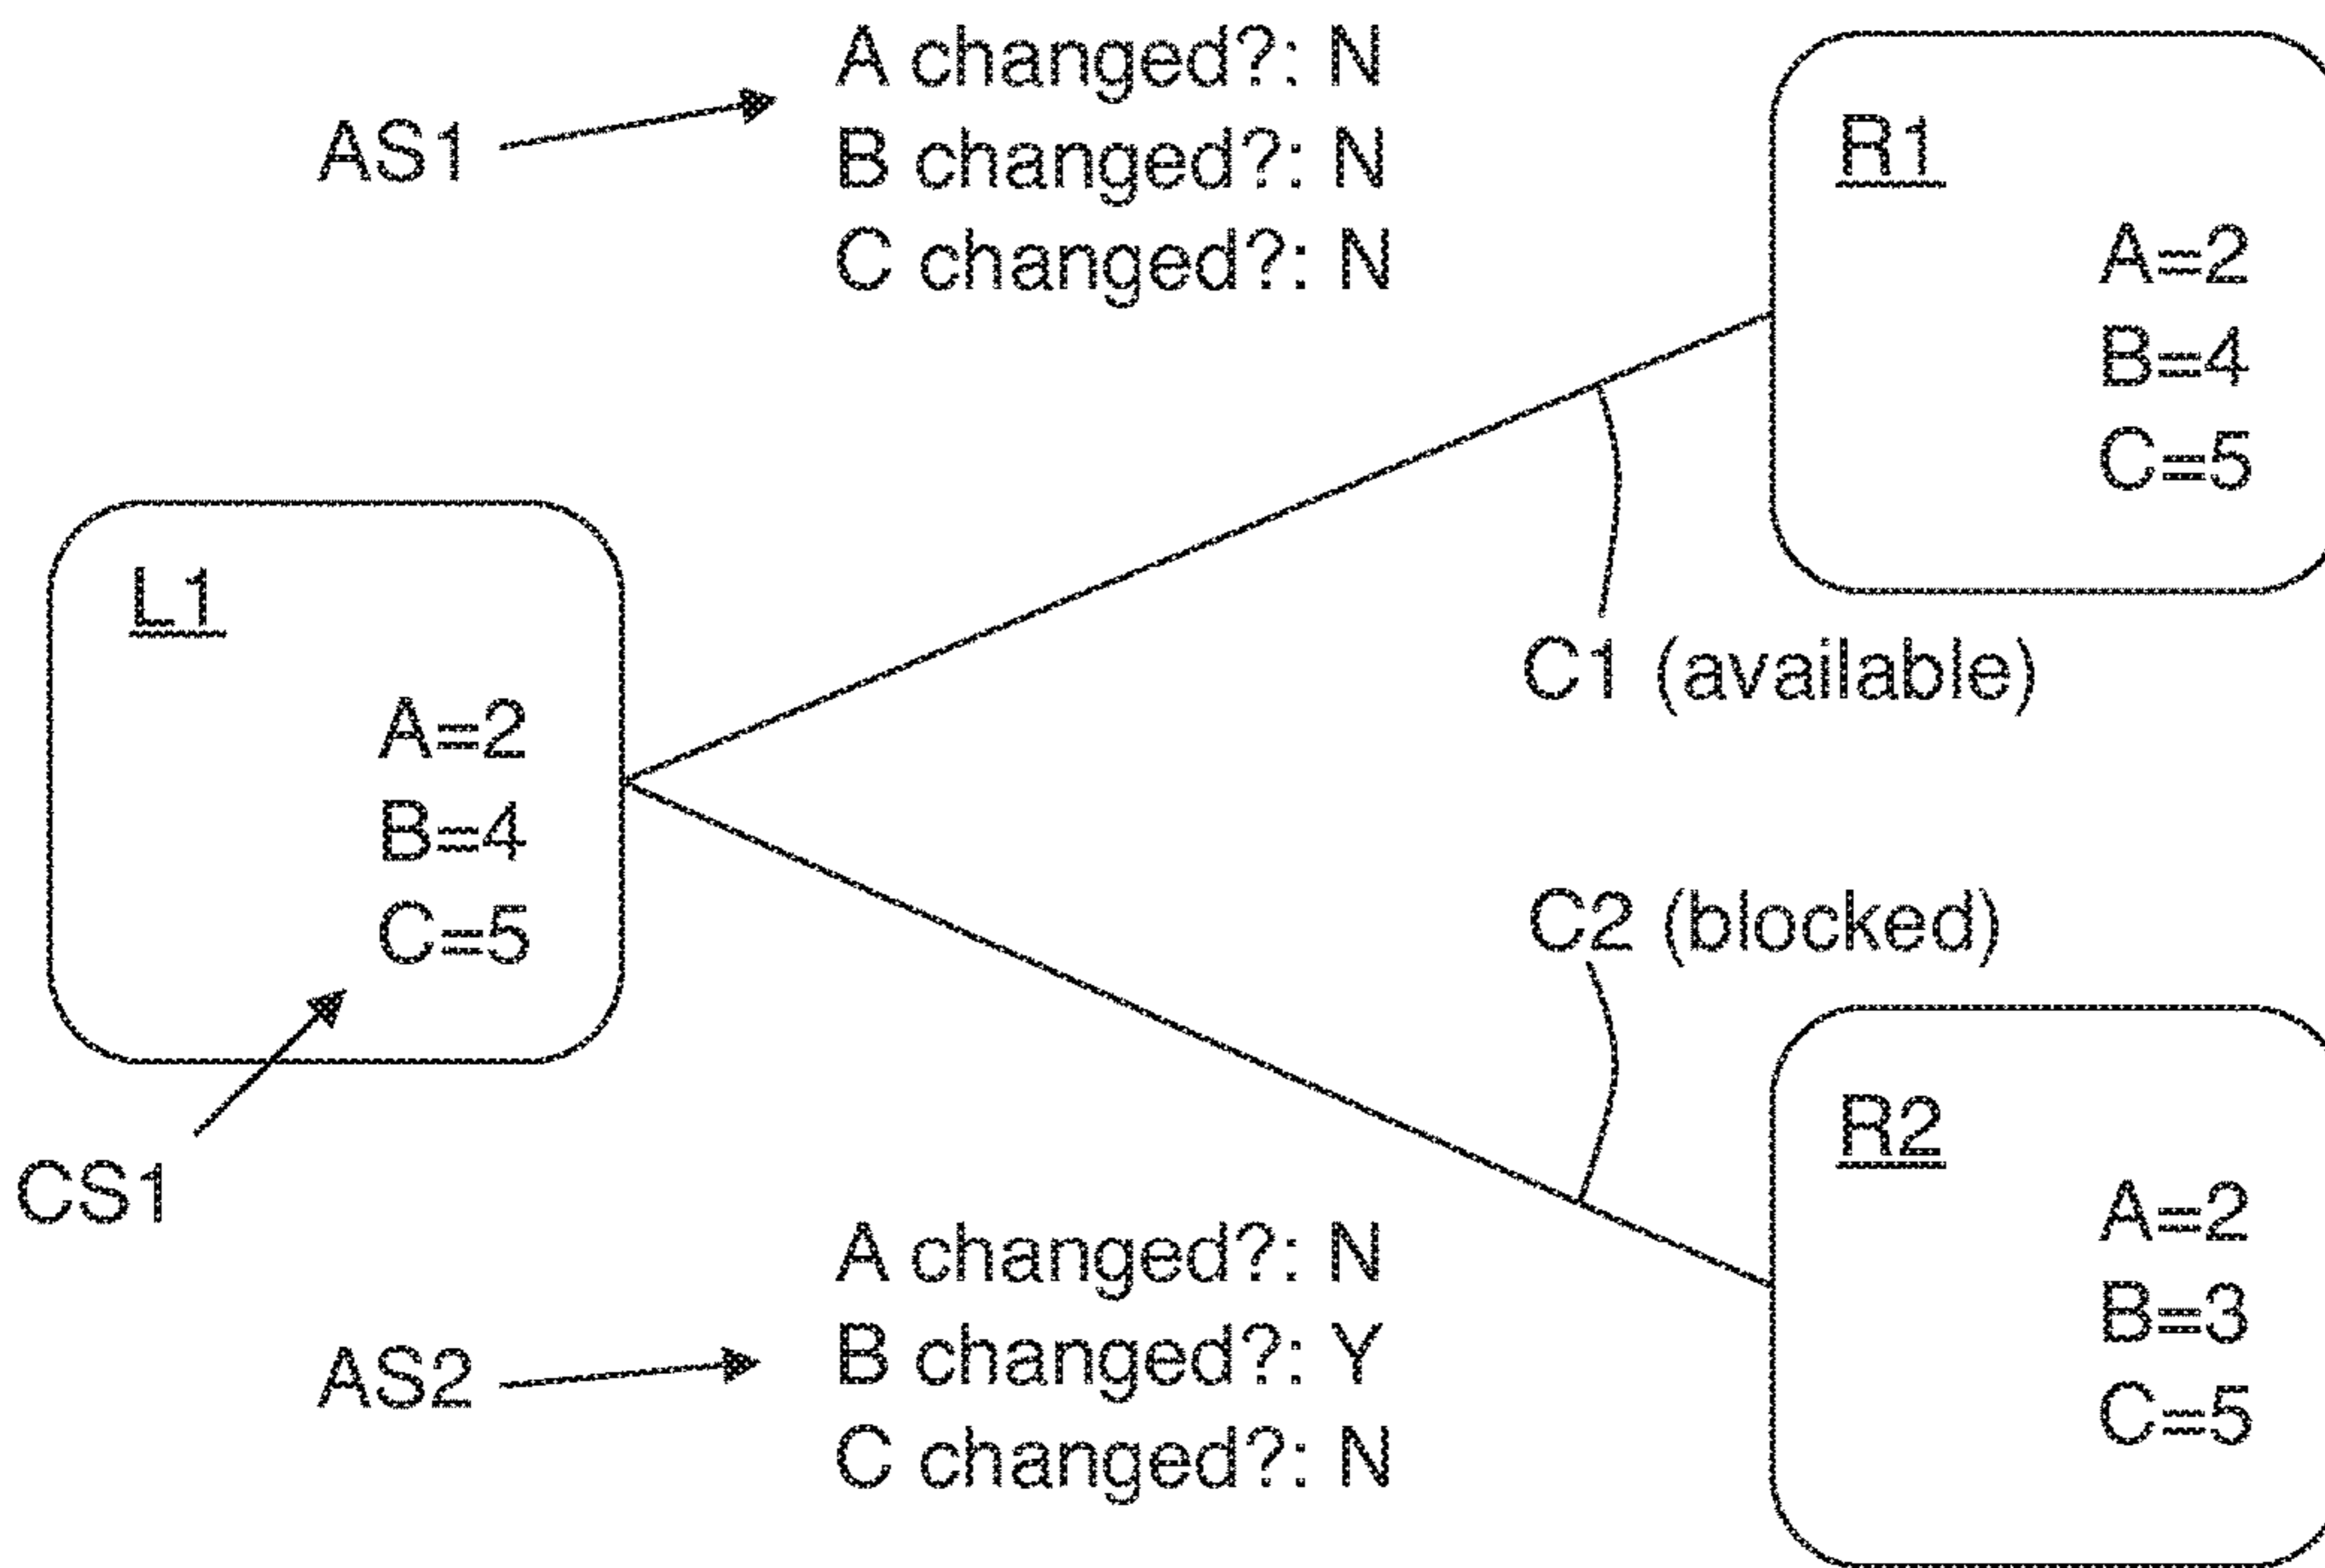 AS1
A changed?: N
B changed?: N
C changed?: N
R1
A=2
B=4
C=5
C1 (available)
L1
A=2
B=4
C=5
CS1
C2 (blocked)
R2
A=2
B=3
C=5
AS2
A changed?: N
B changed?: Y
C changed?: N